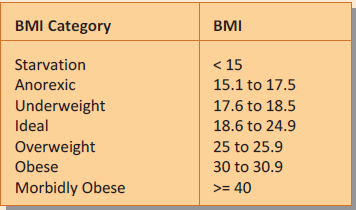 BMI Category BMI
Starvation < 15
Anorexic 15.1 to 17.5
Underweight 17.6 to 18.5
Ideal 18.6 to 24.9
Overweight 25 to 25.9
Obese 30 to 30.9
Morbidly Obese >= 40